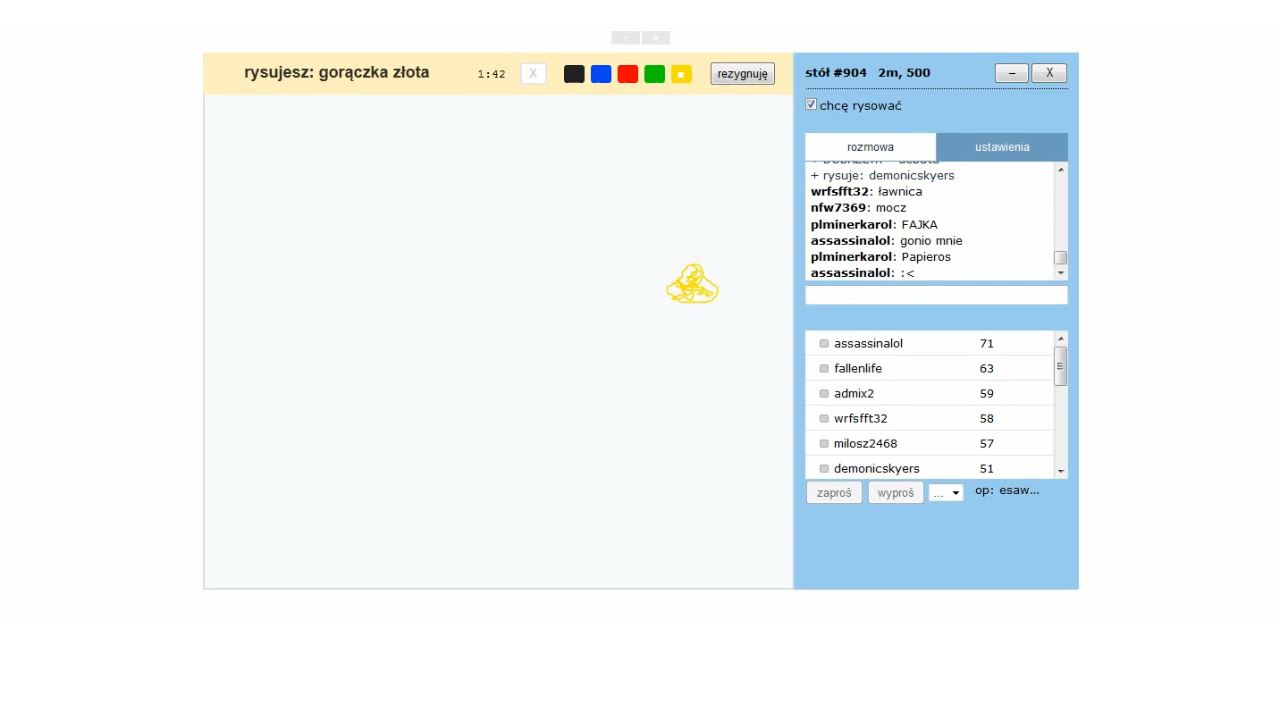 rysujesz: gorączka złota 1:42 X rezygnuję
stół #904 2m, 500 – X
chcę rysować
rozmowa ustawienia
+ rysuje: demonicskyers
wrfsfft32: ławnica
nfw7369: mocz
plminerkarol: FAJKA
assassinalol: gonio mnie
plminerkarol: Papieros
assassinalol: :<
assassinalol 71
fallenlife 63
admix2 59
wrfsfft32 58
milosz2468 57
demonicskyers 51
zaproś wyproś ... op: esaw...